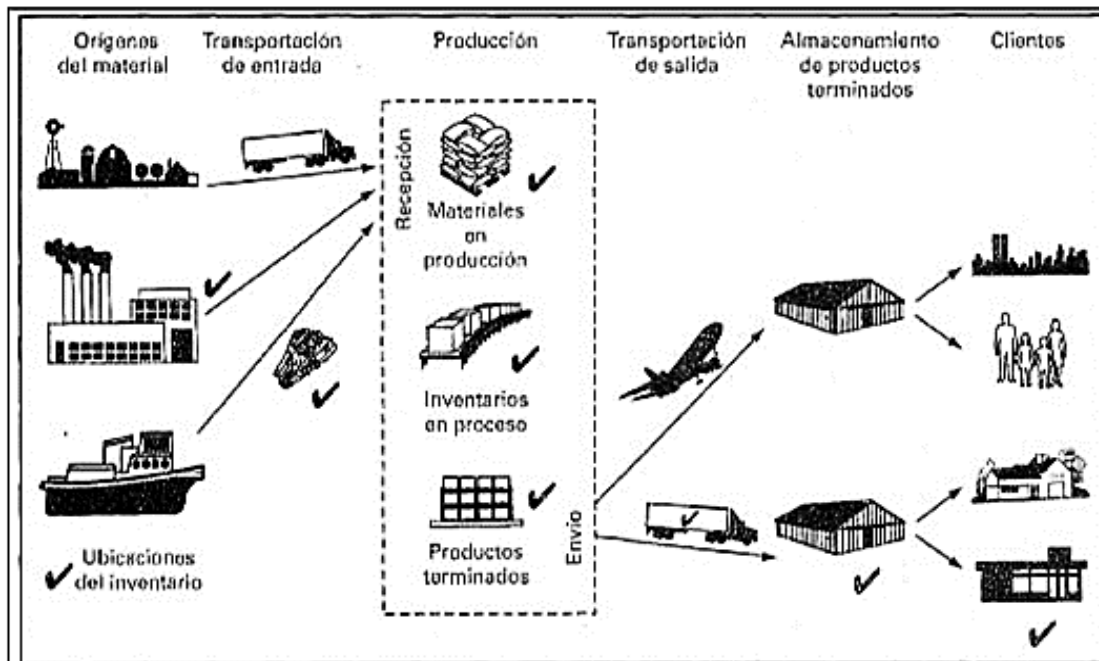 Orígenes
del material
Transportación
de entrada
Producción
Transportación
de salida
Almacenamiento
de productos
terminados
Clientes
Recepción
Materiales
en
producción
Inventarios
en proceso
Productos
terminados
Envío
Ubicaciones
del inventario